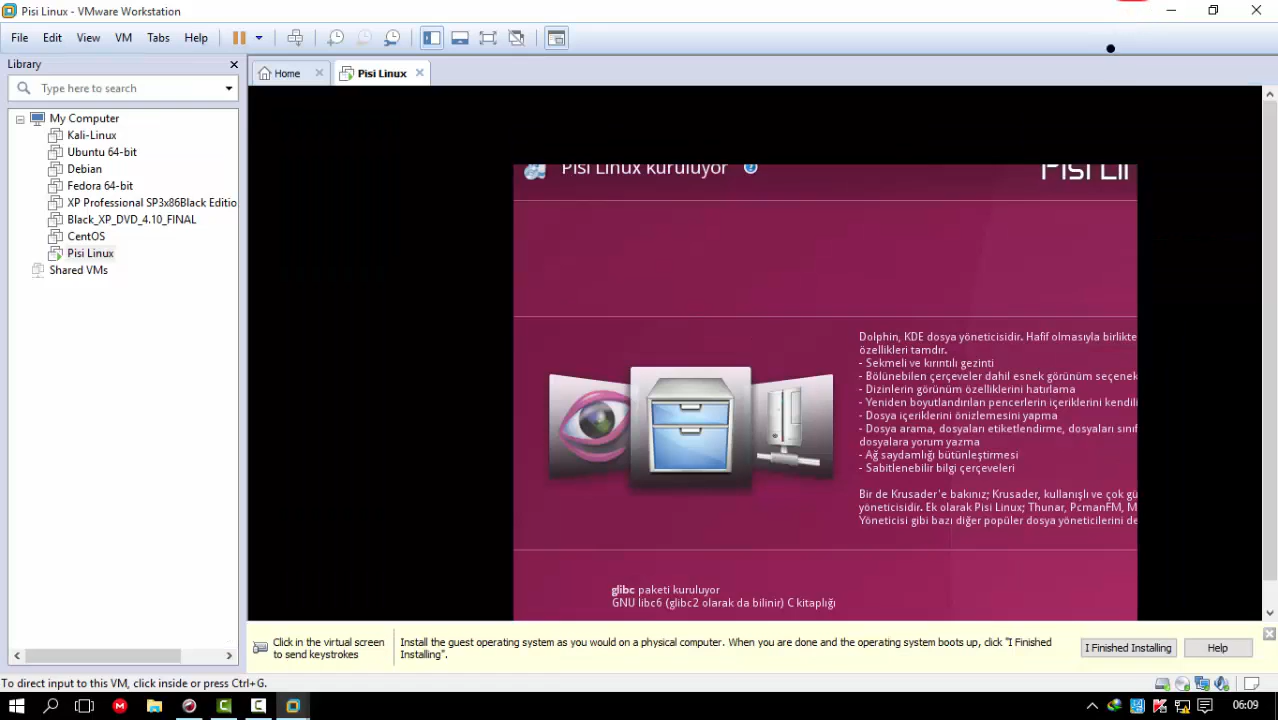 Pisi Linux - VMware Workstation
File Edit View VM Tabs Help
Library
Type here to search
Home
Pisi Linux
My Computer
Kali-Linux
Ubuntu 64-bit
Debian
Fedora 64-bit
XP Professional SP3x86Black Editio
Black_XP_DVD_4.10_FINAL
CentOS
Pisi Linux
Shared VMs
Pisi Linux kuruluyor
Pisi Li
Dolphin, KDE dosya yöneticisidir. Hafif olmasıyla birlikte
özellikleri tamdır.
- Sekmeli ve kırıntılı gezinti
- Bölünebilen çerçeveler dahil esnek görünüm seçenek
- Dizinlerin görünüm özelliklerini hatırlama
- Yeniden boyutlandırılan pencerlerin içeriklerini kendili
- Dosya içeriklerini önizlemesini yapma
- Dosya arama, dosyaları etiketlendirme, dosyaları sınıf
dosyalara yorum yazma
- Ağ saydamlığı bütünleştirmesi
- Sabitlenebilir bilgi çerçeveleri
Bir de Krusader'e bakınız; Krusader, kullanışlı ve çok gü
yöneticisidir. Ek olarak Pisi Linux; Thunar, PcmanFM, M
Yöneticisi gibi bazı diğer popüler dosya yöneticilerini de
glibc paketi kuruluyor
GNU libc6 (glibc2 olarak da bilinir) C kitaplığı
Click in the virtual screen
to send keystrokes
Install the guest operating system as you would on a physical computer. When you are done and the operating system boots up, click "I Finished
Installing".
I Finished Installing
Help
To direct input to this VM, click inside or press Ctrl+G.
06:09